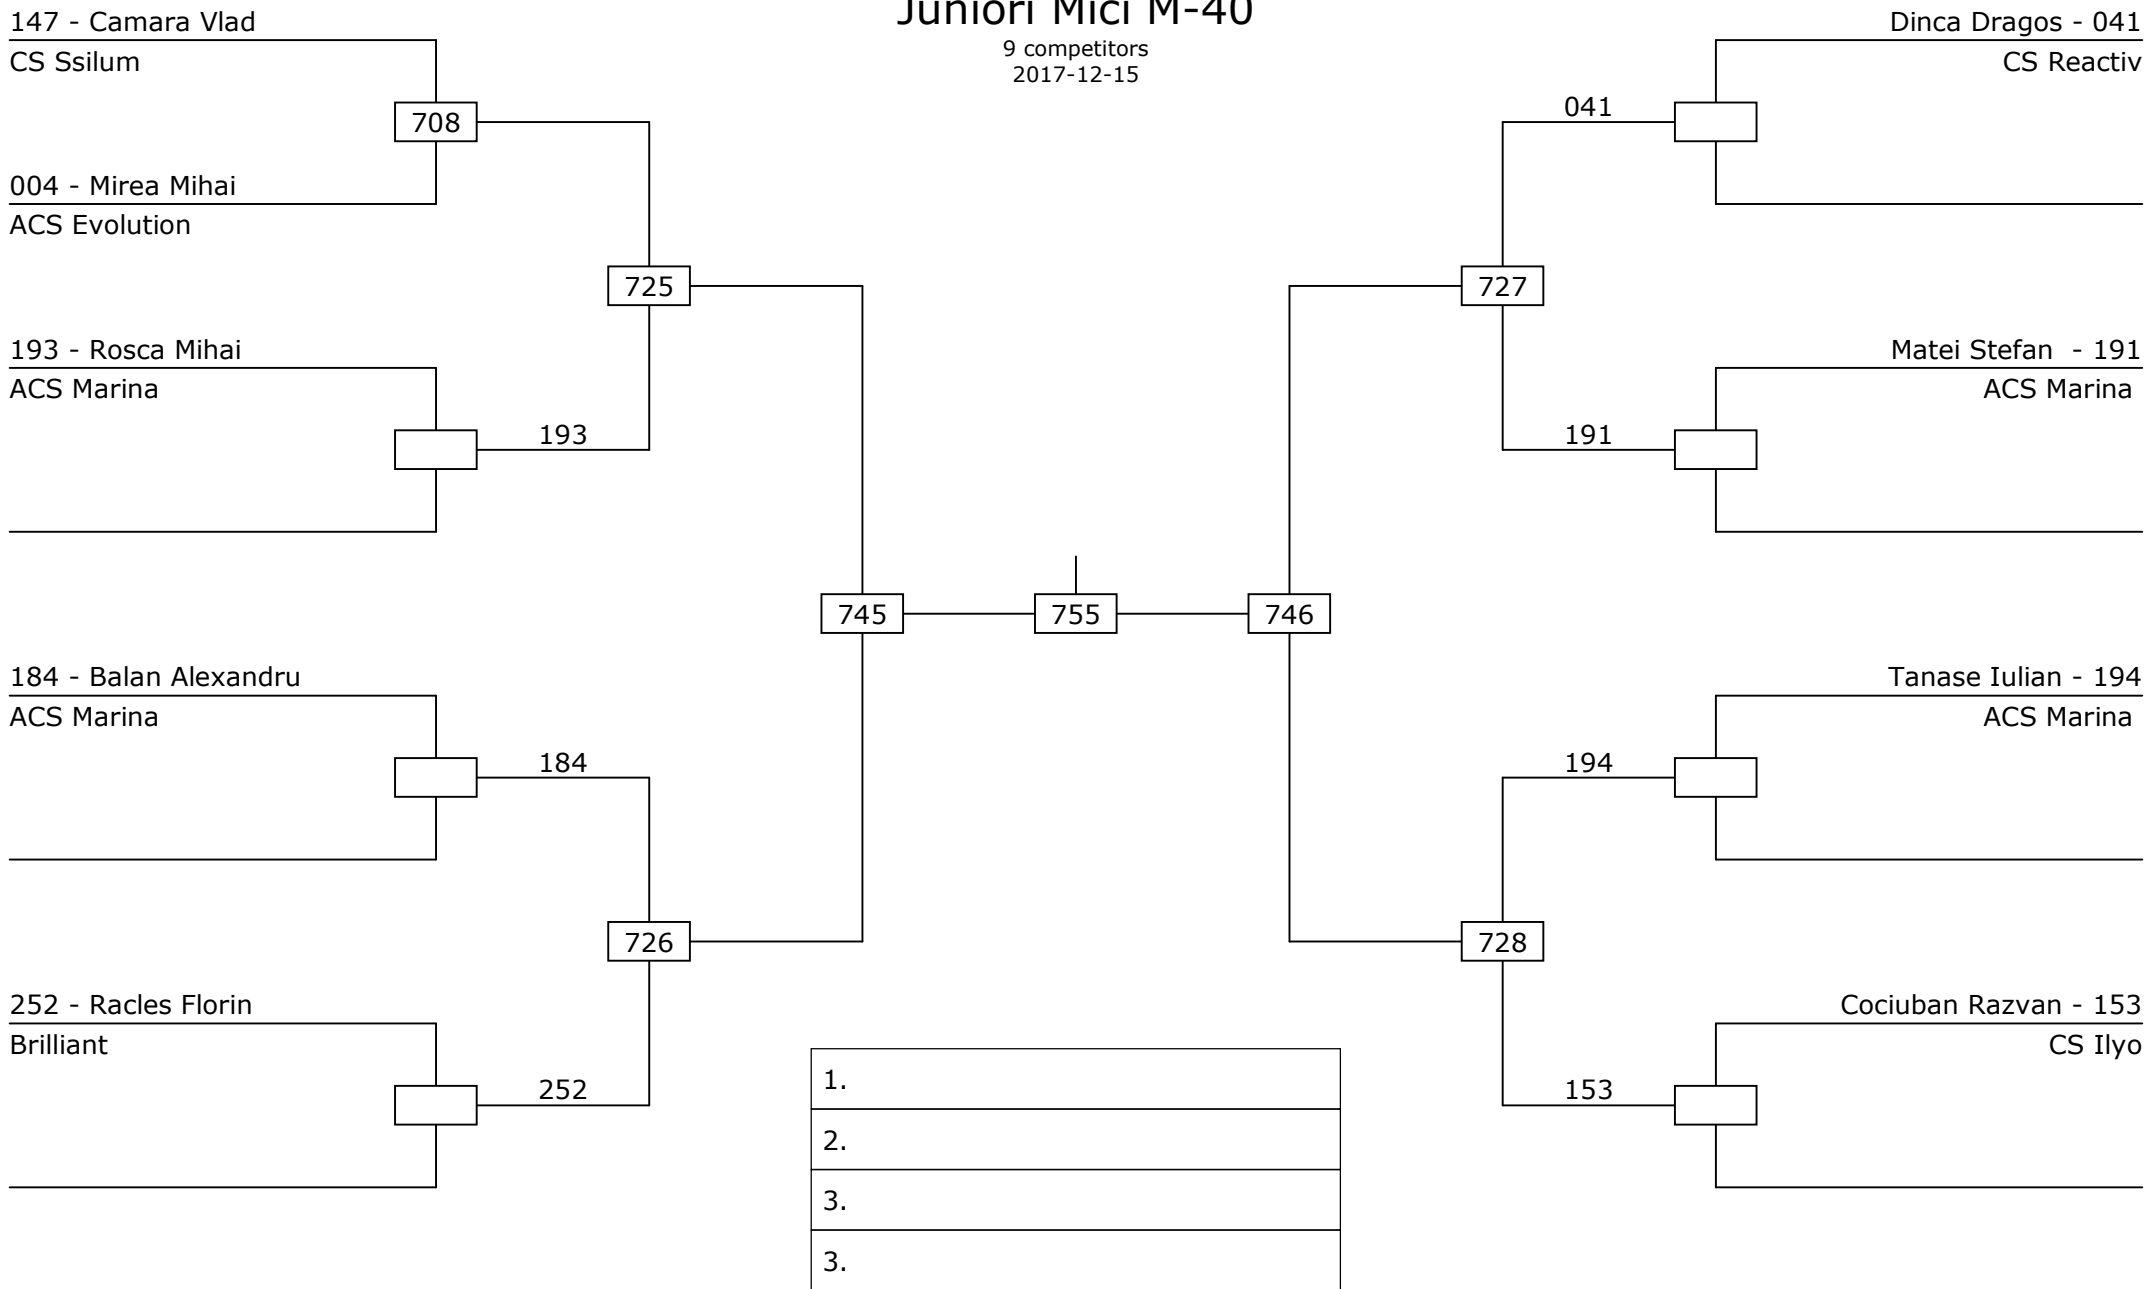 Juniori Mici M-40
9 competitors
2017-12-15
147 - Camara Vlad
CS Ssilum
708
004 - Mirea Mihai
ACS Evolution
725
193 - Rosca Mihai
ACS Marina
193
745
184 - Balan Alexandru
ACS Marina
184
726
252 - Racles Florin
Brilliant
252
755
Dinca Dragos - 041
CS Reactiv
041
727
Matei Stefan  - 191
ACS Marina
191
746
Tanase Iulian - 194
ACS Marina
194
728
Cociuban Razvan - 153
CS Ilyo
153
1.
2.
3.
3.